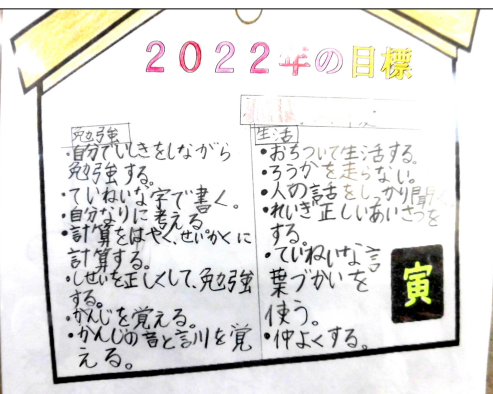 2022年の目標
勉強
・自分でいしきをしながら
勉強する。
・ていねいな字で書く。
・自分なりに考える。
・計算をはやく、せいかくに
計算する。
・しせいを正しくして、勉強
する。
・かんじを覚える。
・かんじの音と訓を覚
える。
生活
・おちついて生活する。
・ろうかを走らない。
・人の話をしっかり聞く。
・れいぎ正しいあいさつを
する。
・ていねいな言
葉づかいを
使う。
・仲よくする。
寅